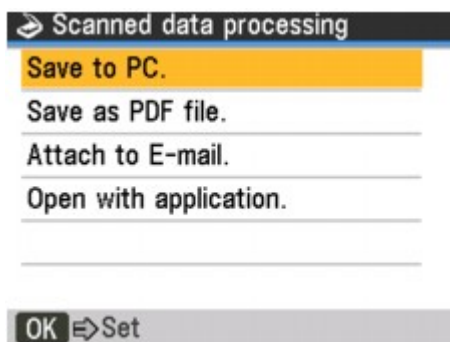 Scanned data processing
Save to PC.
Save as PDF file.
Attach to E-mail.
Open with application.
OK ⇨Set